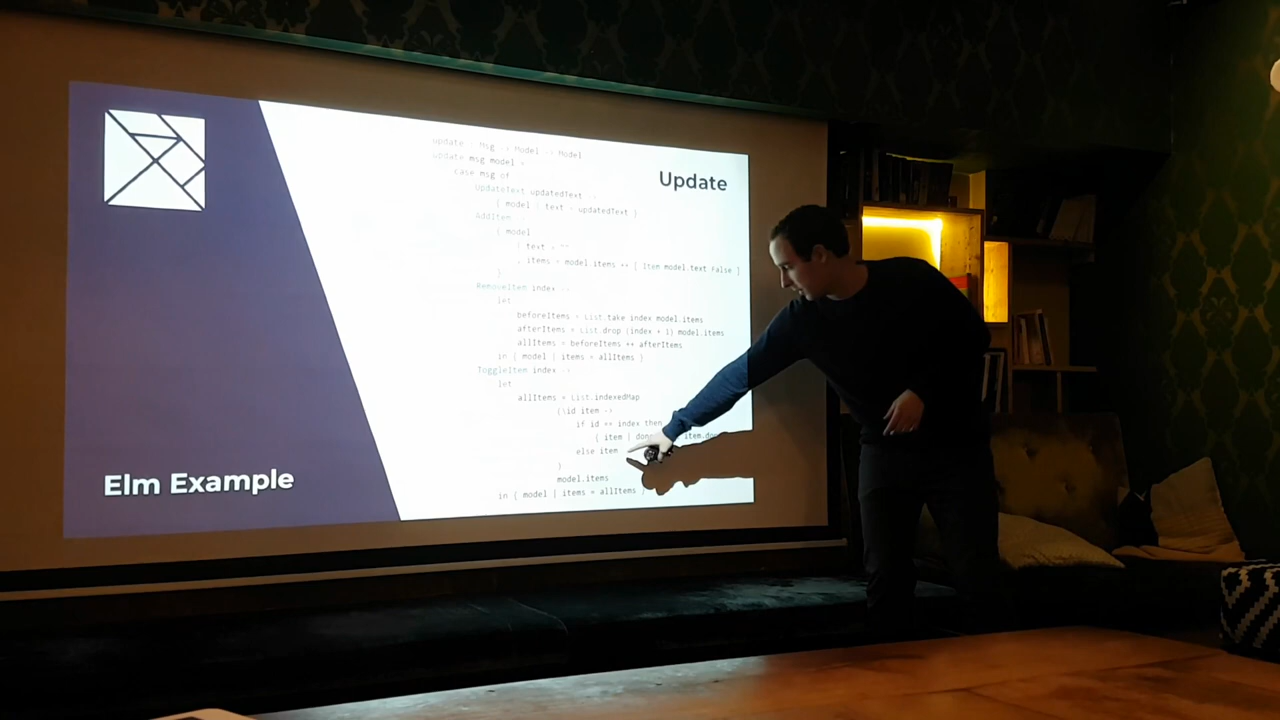 Update
update : Msg -> Model -> Model
update msg model =
case msg of
UpdateText updatedText ->
{ model | text = updatedText }
AddItem ->
{ model
| text = ""
, items = model.items ++ [ Item model.text False ]
}
RemoveItem index ->
let
beforeItems = List.take index model.items
afterItems = List.drop (index + 1) model.items
allItems = beforeItems ++ afterItems
in { model | items = allItems }
ToggleItem index ->
let
allItems = List.indexedMap
(\id item ->
if id == index then
{ item | done item.do
else item
)
model.items
in { model | items = allItems }
Elm Example